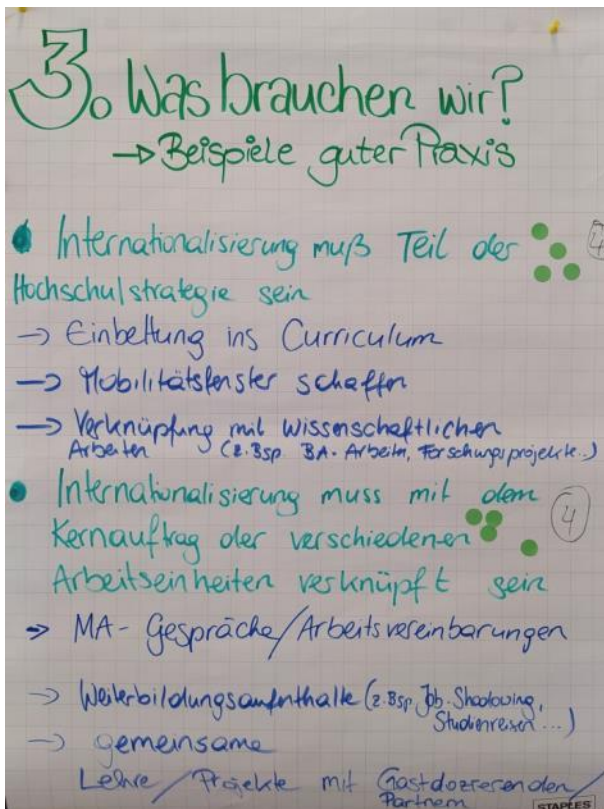 3. Was brauchen wir?
→ Beispiele guter Praxis
• Internationalisierung muß Teil der
Hochschulstrategie sein
4
→ Einbettung ins Curriculum
→ Mobilitätsfenster schaffen
→ Verknüpfung mit wissenschaftlichen
Arbeiten (z.Bsp BA-Arbeiten, Forschungsprojekte..)
• Internationalisierung muss mit dem
Kernauftrag der verschiedenen
4
Arbeitseinheiten verknüpft sein
→ MA-Gespräche/Arbeitsvereinbarungen
→ Weiterbildungsaufenthalte (z.Bsp. Job-Shadowing,
Studienreisen...)
→ gemeinsame
Lehre/Projekte mit Gastdozierenden/
Partnern
STAPLES